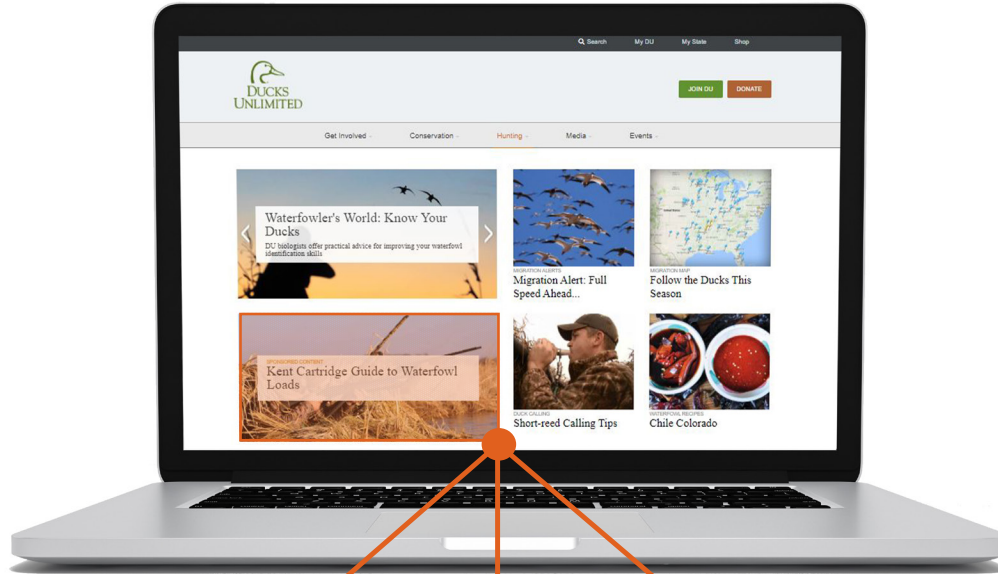 Search My DU My State Shop
DUCKS
UNLIMITED
JOIN DU DONATE
Get Involved Conservation Hunting Media Events
Waterfowler's World: Know Your
Ducks
DU biologists offer practical advice for improving your waterfowl
identification skills
MIGRATION ALERTS
Migration Alert: Full
Speed Ahead...
MIGRATION MAP
Follow the Ducks This
Season
SPONSORED CONTENT
Kent Cartridge Guide to Waterfowl
Loads
DUCK CALLING
Short-reed Calling Tips
WATERFOWL RECIPES
Chile Colorado